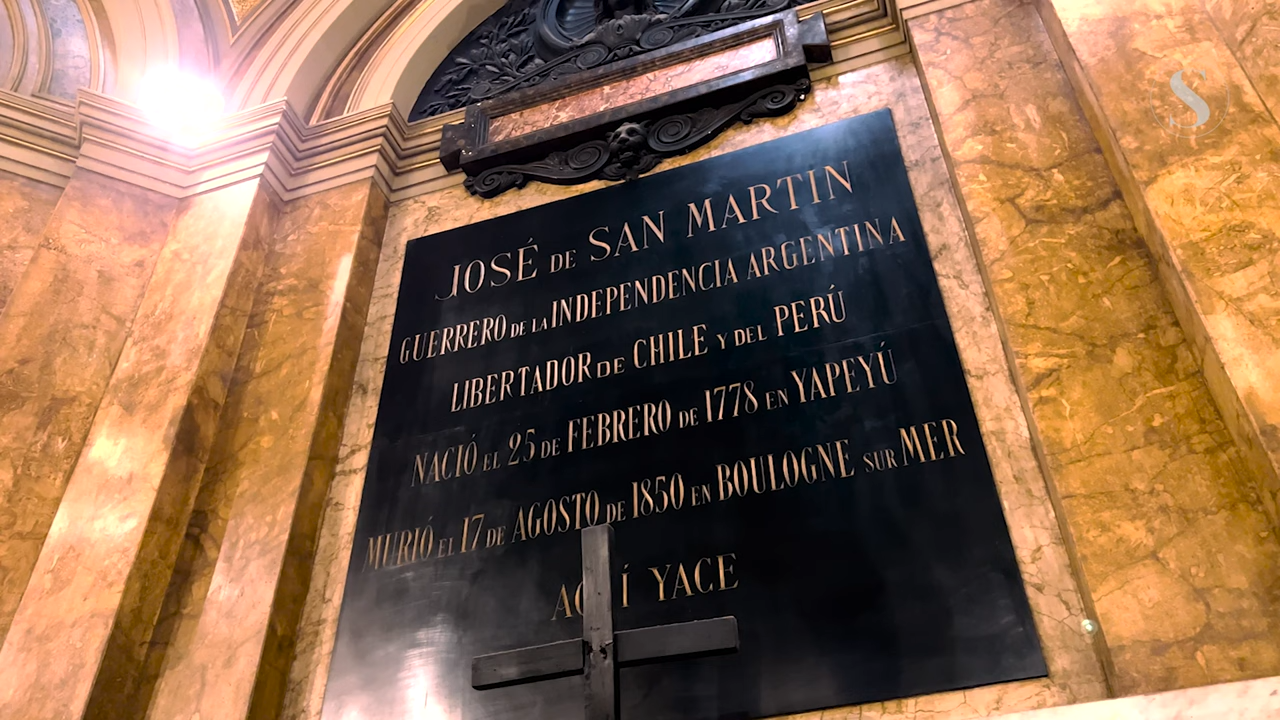 JOSÉ DE SAN MARTIN
GUERRERO DE LA INDEPENDENCIA ARGENTINA
LIBERTADOR DE CHILE Y DEL PERÚ
NACIÓ EL 25 DE FEBRERO DE 1778 EN YAPEYÚ
MURIÓ EL 17 DE AGOSTO DE 1850 EN BOULOGNE SUR MER
AQUÍ YACE
S